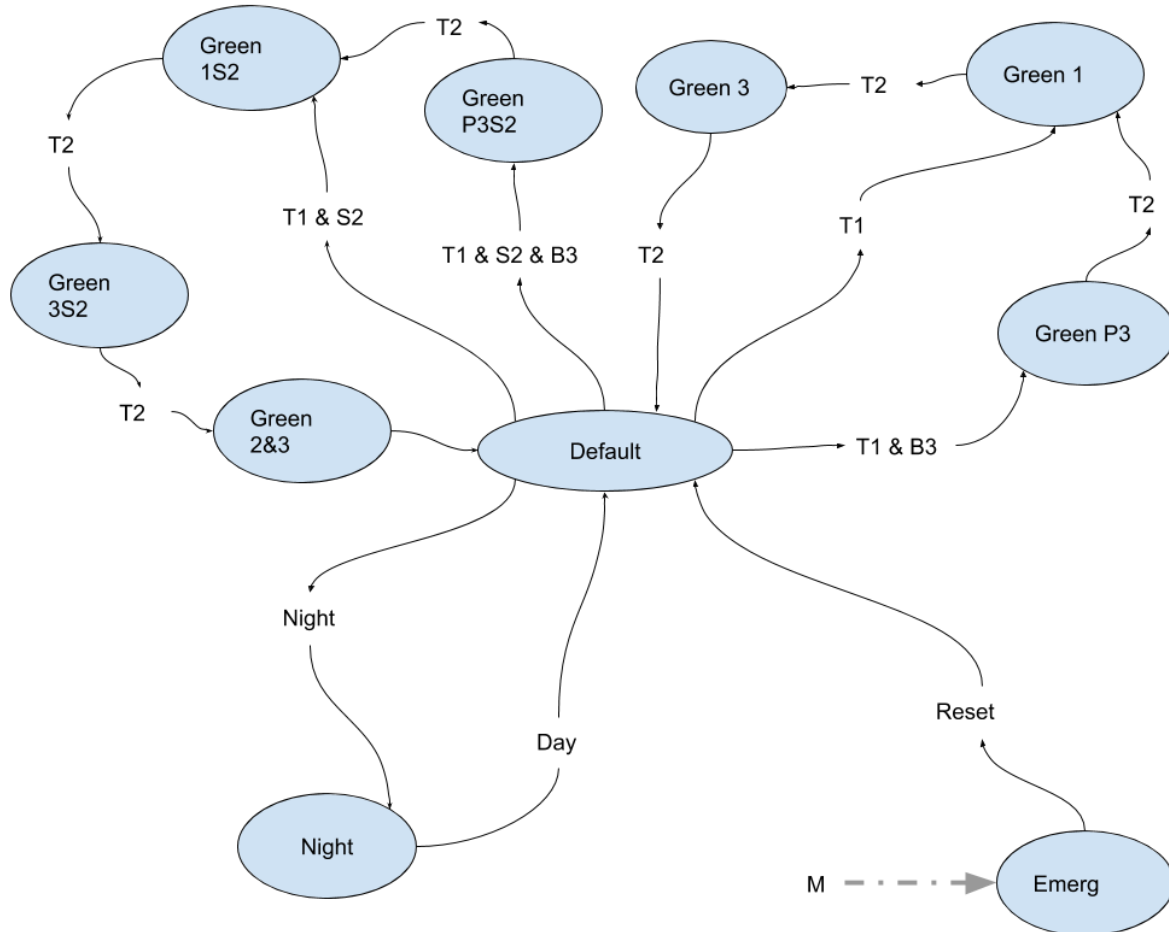 T2
Green
1S2
Green
P3S2
Green 3
T2
Green 1
T2
T1 & S2
T1 & S2 & B3
T2
T1
T2
Green
3S2
Green P3
T2
Green
2&3
Default
T1 & B3
Night
Day
Reset
Night
M
Emerg